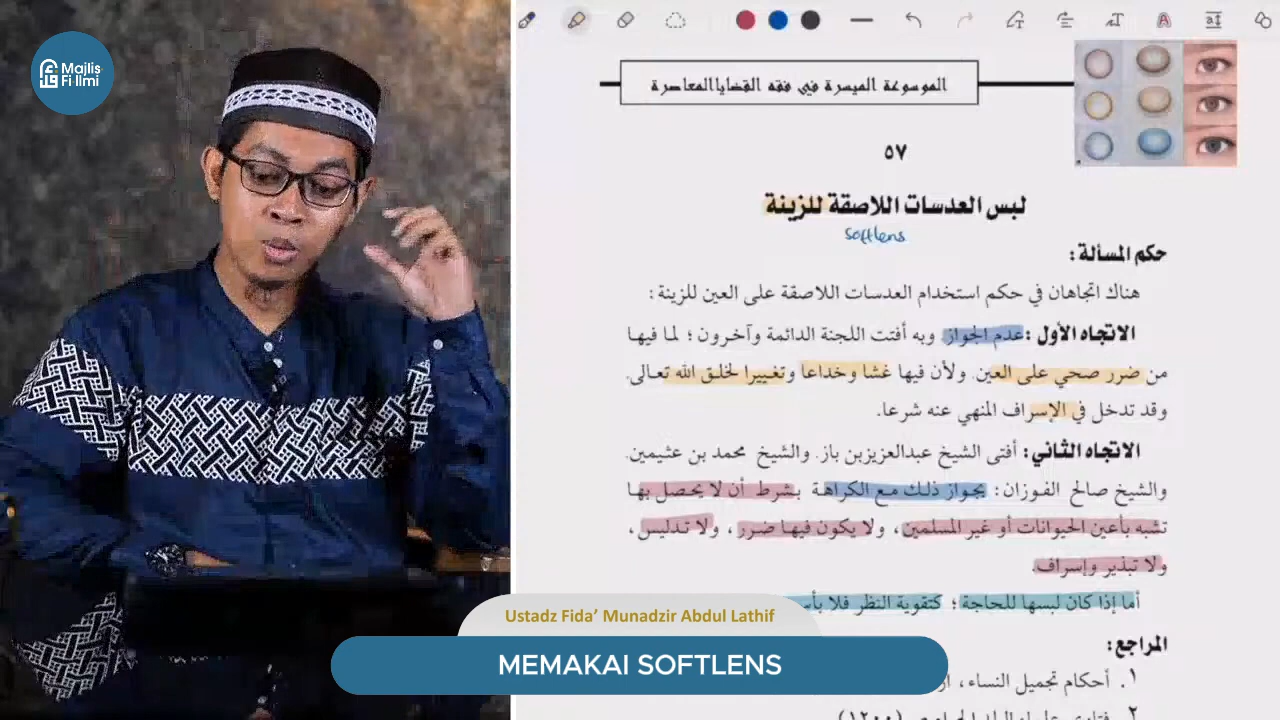 Majlis
Fi Ilmi
الموسوعة الميسرة في فقه القضايا المعاصرة
٥٧
لبس العدسات اللاصقة للزينة
softlens
حكم المسألة:
هناك اتجاهان في حكم استخدام العدسات اللاصقة على العين للزينة:
الاتجاه الأول: عدم الجواز وبه أفتت اللجنة الدائمة وآخرون؛ لما فيها
من ضرر صحي على العين. ولأن فيها غشا وخداعا وتغييرا لخلق الله تعالى.
وقد تدخل في الإسراف المنهي عنه شرعا.
الاتجاه الثاني: أفتى الشيخ عبدالعزيز بن باز. والشيخ محمد بن عثيمين.
والشيخ صالح الفوزان: بجواز ذلك مع الكراهة بشرط أن لا يحصل بها
تشبه بأعين الحيوانات أو غير المسلمين، ولا يكون فيها ضرر، ولا تدليس،
ولا تبذير وإسراف.
أما إذا كان لبسها للحاجة؛ كتقوية النظر فلا بأس
المراجع:
١. أحكام تجميل النساء،
Ustadz Fida’ Munadzir Abdul Lathif
MEMAKAI SOFTLENS